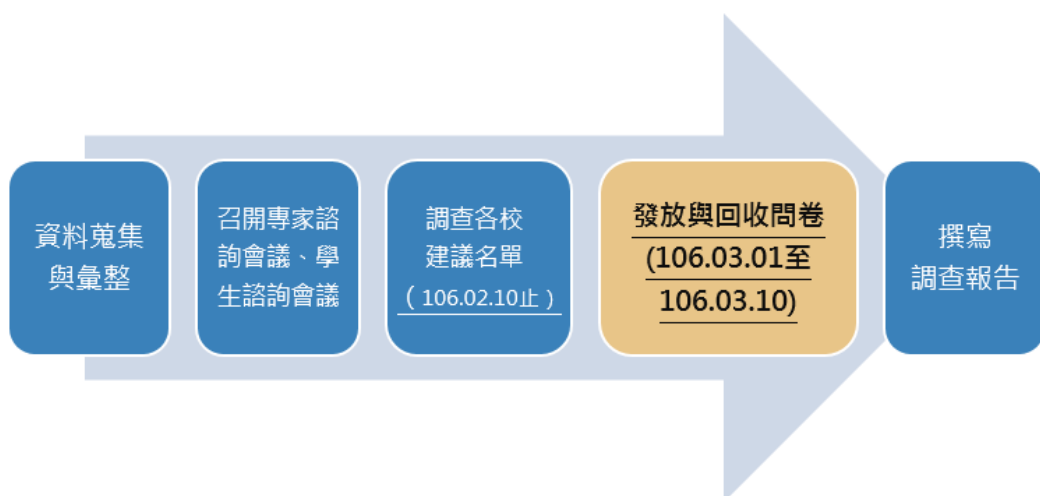 資料蒐集
與彙整
召開專家諮
詢會議、學
生諮詢會議
調查各校
建議名單
（106.02.10止）
發放與回收問卷
(106.03.01至
106.03.10)
撰寫
調查報告